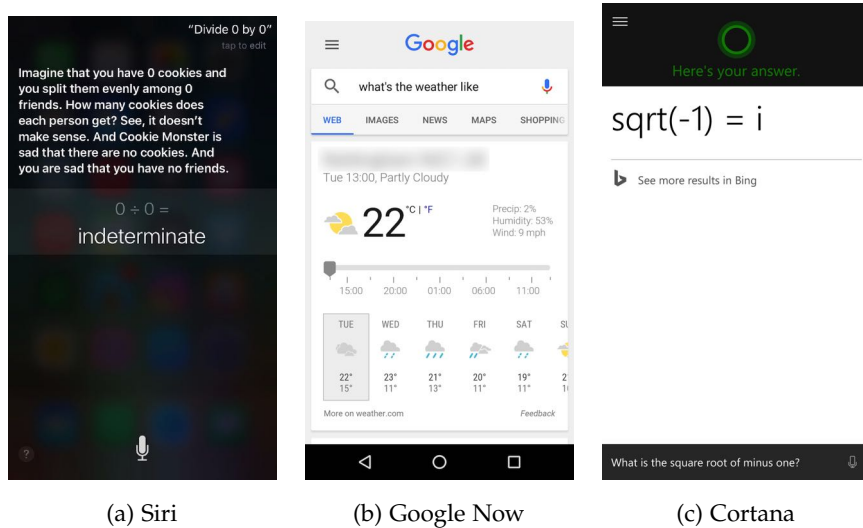 “Divide 0 by 0”
tap to edit
Imagine that you have 0 cookies and
you split them evenly among 0
friends. How many cookies does
each person get? See, it doesn’t
make sense. And Cookie Monster is
sad that there are no cookies. And
you are sad that you have no friends.
0 ÷ 0 =
indeterminate
?
(a) Siri
Google
what's the weather like
WEB IMAGES NEWS MAPS SHOPPING
Tue 13:00, Partly Cloudy
22 °C | °F
Precip: 2%
Humidity: 53%
Wind: 9 mph
15:00 20:00 01:00 06:00 11:00
TUE WED THU FRI SAT
22° 23° 21° 20° 19°
15° 11° 13° 11° 11°
More on weather.com Feedback
(b) Google Now
Here's your answer.
sqrt(-1) = i
See more results in Bing
What is the square root of minus one?
(c) Cortana